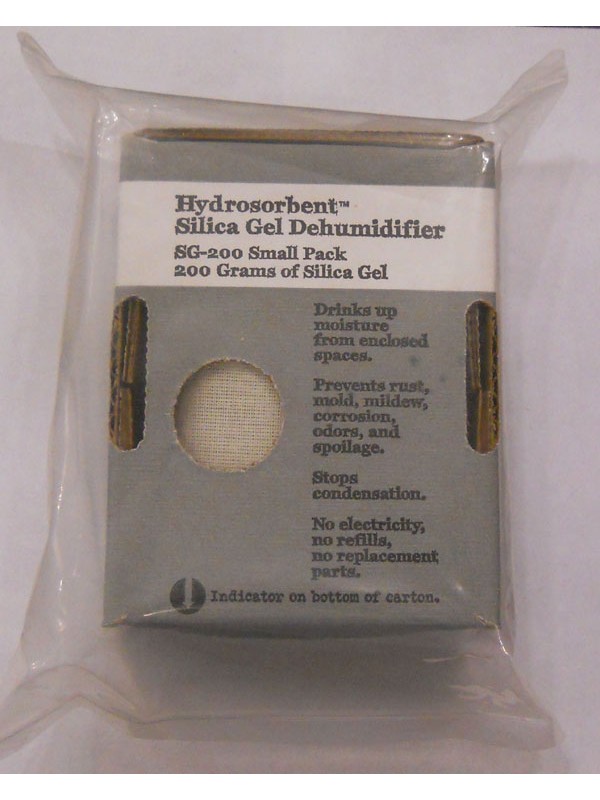 Hydrosorbent™
Silica Gel Dehumidifier
SG-200 Small Pack
200 Grams of Silica Gel
Drinks up
moisture
from enclosed
spaces.
Prevents rust,
mold, mildew,
corrosion,
odors, and
spoilage.
Stops
condensation.
No electricity,
no refills,
no replacement
parts.
Indicator on bottom of carton.